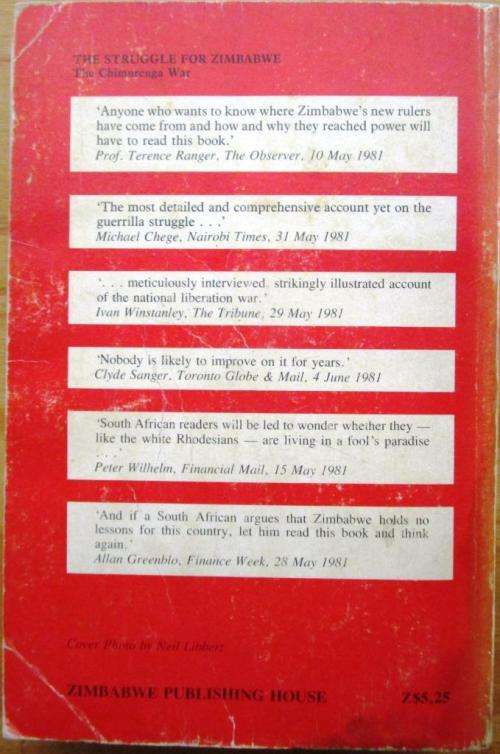 THE STRUGGLE FOR ZIMBABWE
The Chimurenga War
'Anyone who wants to know where Zimbabwe's new rulers
have come from and how and why they reached power will
have to read this book.'
Prof. Terence Ranger, The Observer, 10 May 1981
'The most detailed and comprehensive account yet on the
guerrilla struggle . . .'
Michael Chege, Nairobi Times, 31 May 1981
'. . . meticulously interviewed, strikingly illustrated account
of the national liberation war.'
Ivan Winstanley, The Tribune, 29 May 1981
'Nobody is likely to improve on it for years.'
Clyde Sanger, Toronto Globe & Mail, 4 June 1981
'South African readers will be led to wonder whether they —
like the white Rhodesians — are living in a fool's paradise
. . .'
Peter Wilhelm, Financial Mail, 15 May 1981
'And if a South African argues that Zimbabwe holds no
lessons for this country, let him read this book and think
again.'
Allan Greenblo, Finance Week, 28 May 1981
Cover Photo by Neil Libbert
ZIMBABWE PUBLISHING HOUSE
Z$5,25